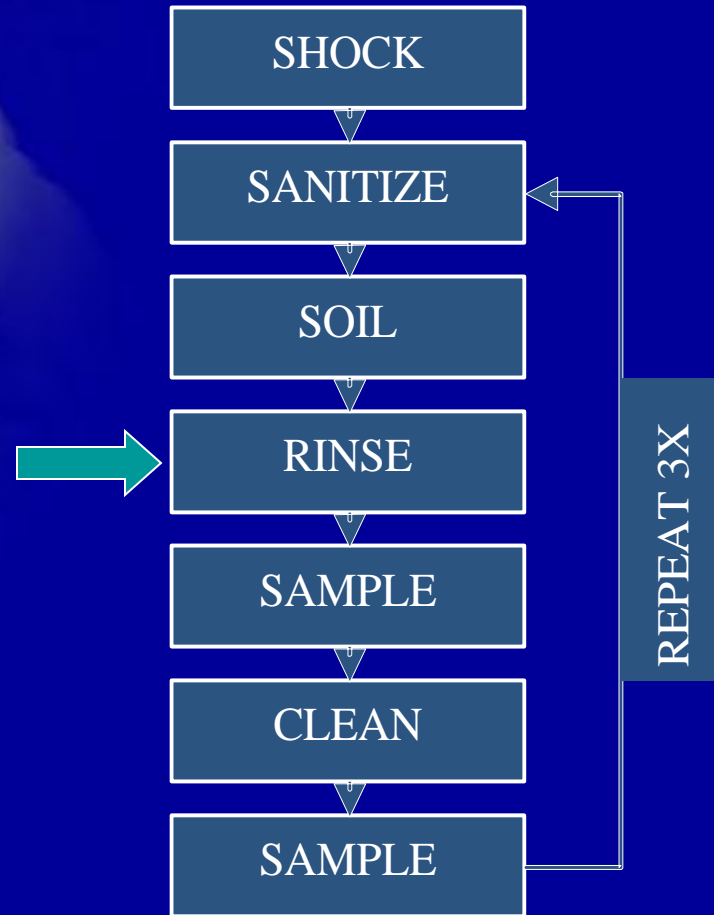 SHOCK
SANITIZE
SOIL
RINSE
SAMPLE
CLEAN
SAMPLE
REPEAT 3X